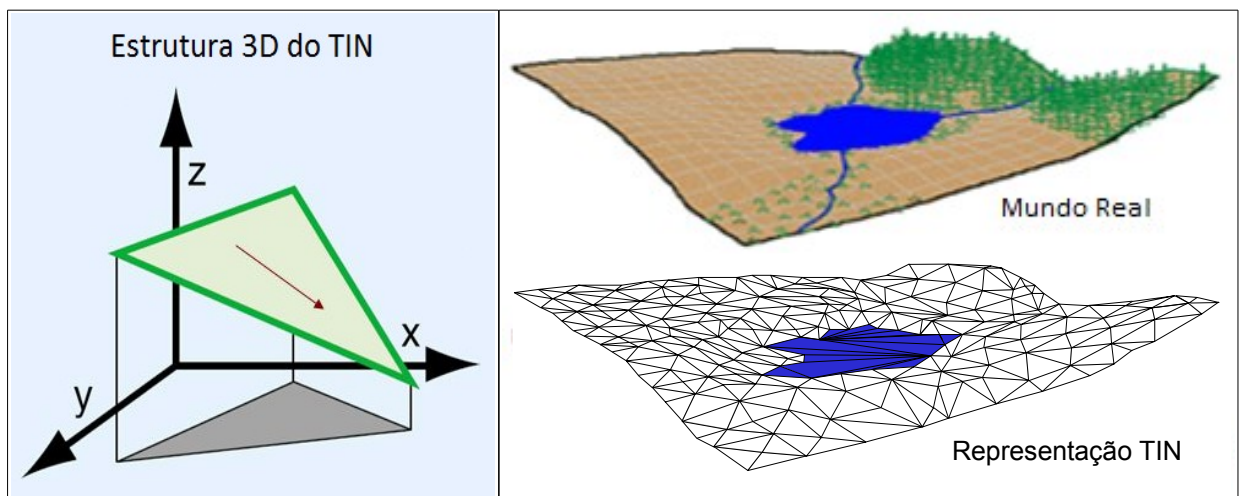 Estrutura 3D do TIN
z
x
y
Mundo Real
Representação TIN